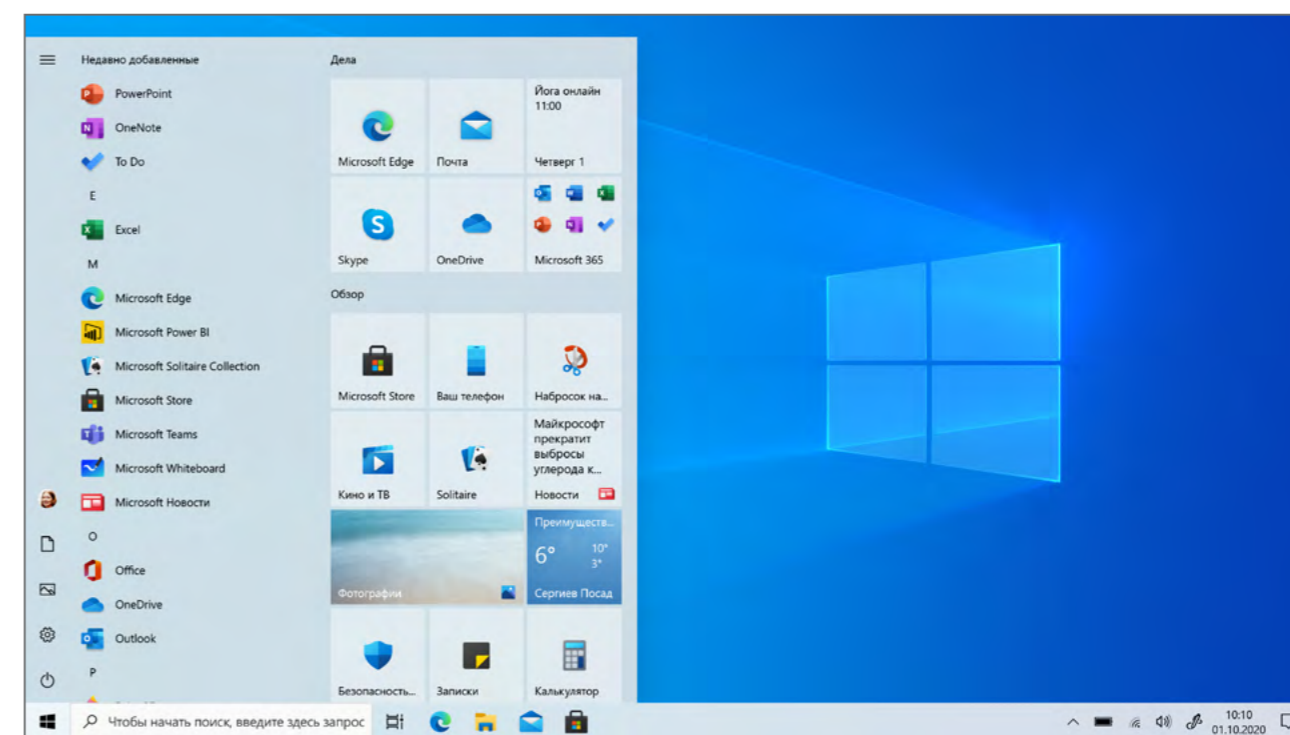 Недавно добавленные
PowerPoint
OneNote
To Do
E
Excel
M
Microsoft Edge
Microsoft Power BI
Microsoft Solitaire Collection
Microsoft Store
Microsoft Teams
Microsoft Whiteboard
Microsoft Новости
O
Office
OneDrive
Outlook
P
Дела
Microsoft Edge
Почта
Йога онлайн
11:00
Четверг 1
Skype
OneDrive
Microsoft 365
Обзор
Microsoft Store
Ваш телефон
Набросок на...
Кино и ТВ
Solitaire
Майкрософт
прекратит
выбросы
углерода к...
Новости
Фотографии
Преимуществ...
6° 10°
3°
Сергиев Посад
Безопасность...
Записки
Калькулятор
Чтобы начать поиск, введите здесь запрос
10:10
01.10.2020